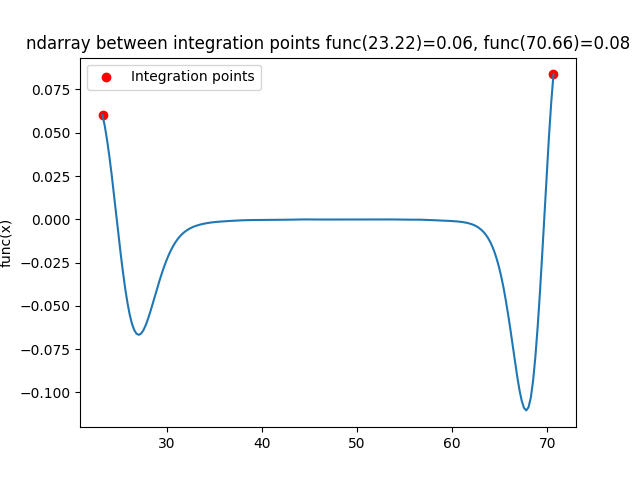 ndarray between integration points func(23.22)=0.06, func(70.66)=0.08
Integration points
func(x)
0.075
0.050
0.025
0.000
−0.025
−0.050
−0.075
−0.100
30 40 50 60 70